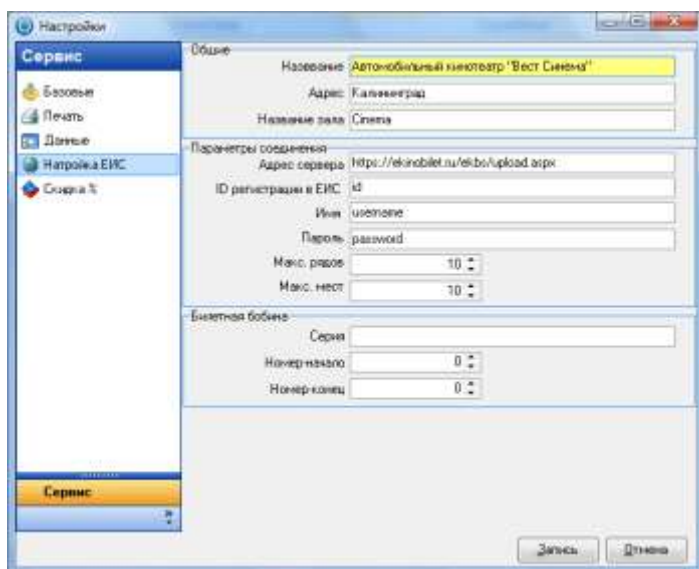 Настройки
Сервис
Базовые
Печать
Данные
Натройка ЕИС
Скидка %
Сервис
Общие
Название Автомобильный кинотеатр "Вест Синема"
Адрес Калининград
Название зала Cinema
Параметры соединения
Адрес сервера https://ekinobilet.ru/ekbs/upload.aspx
ID регистрации в ЕИС id
Имя username
Пароль password
Макс. рядов 10
Макс. мест 10
Билетная бобина
Серия
Номер-начало 0
Номер-конец 0
Запись Отмена